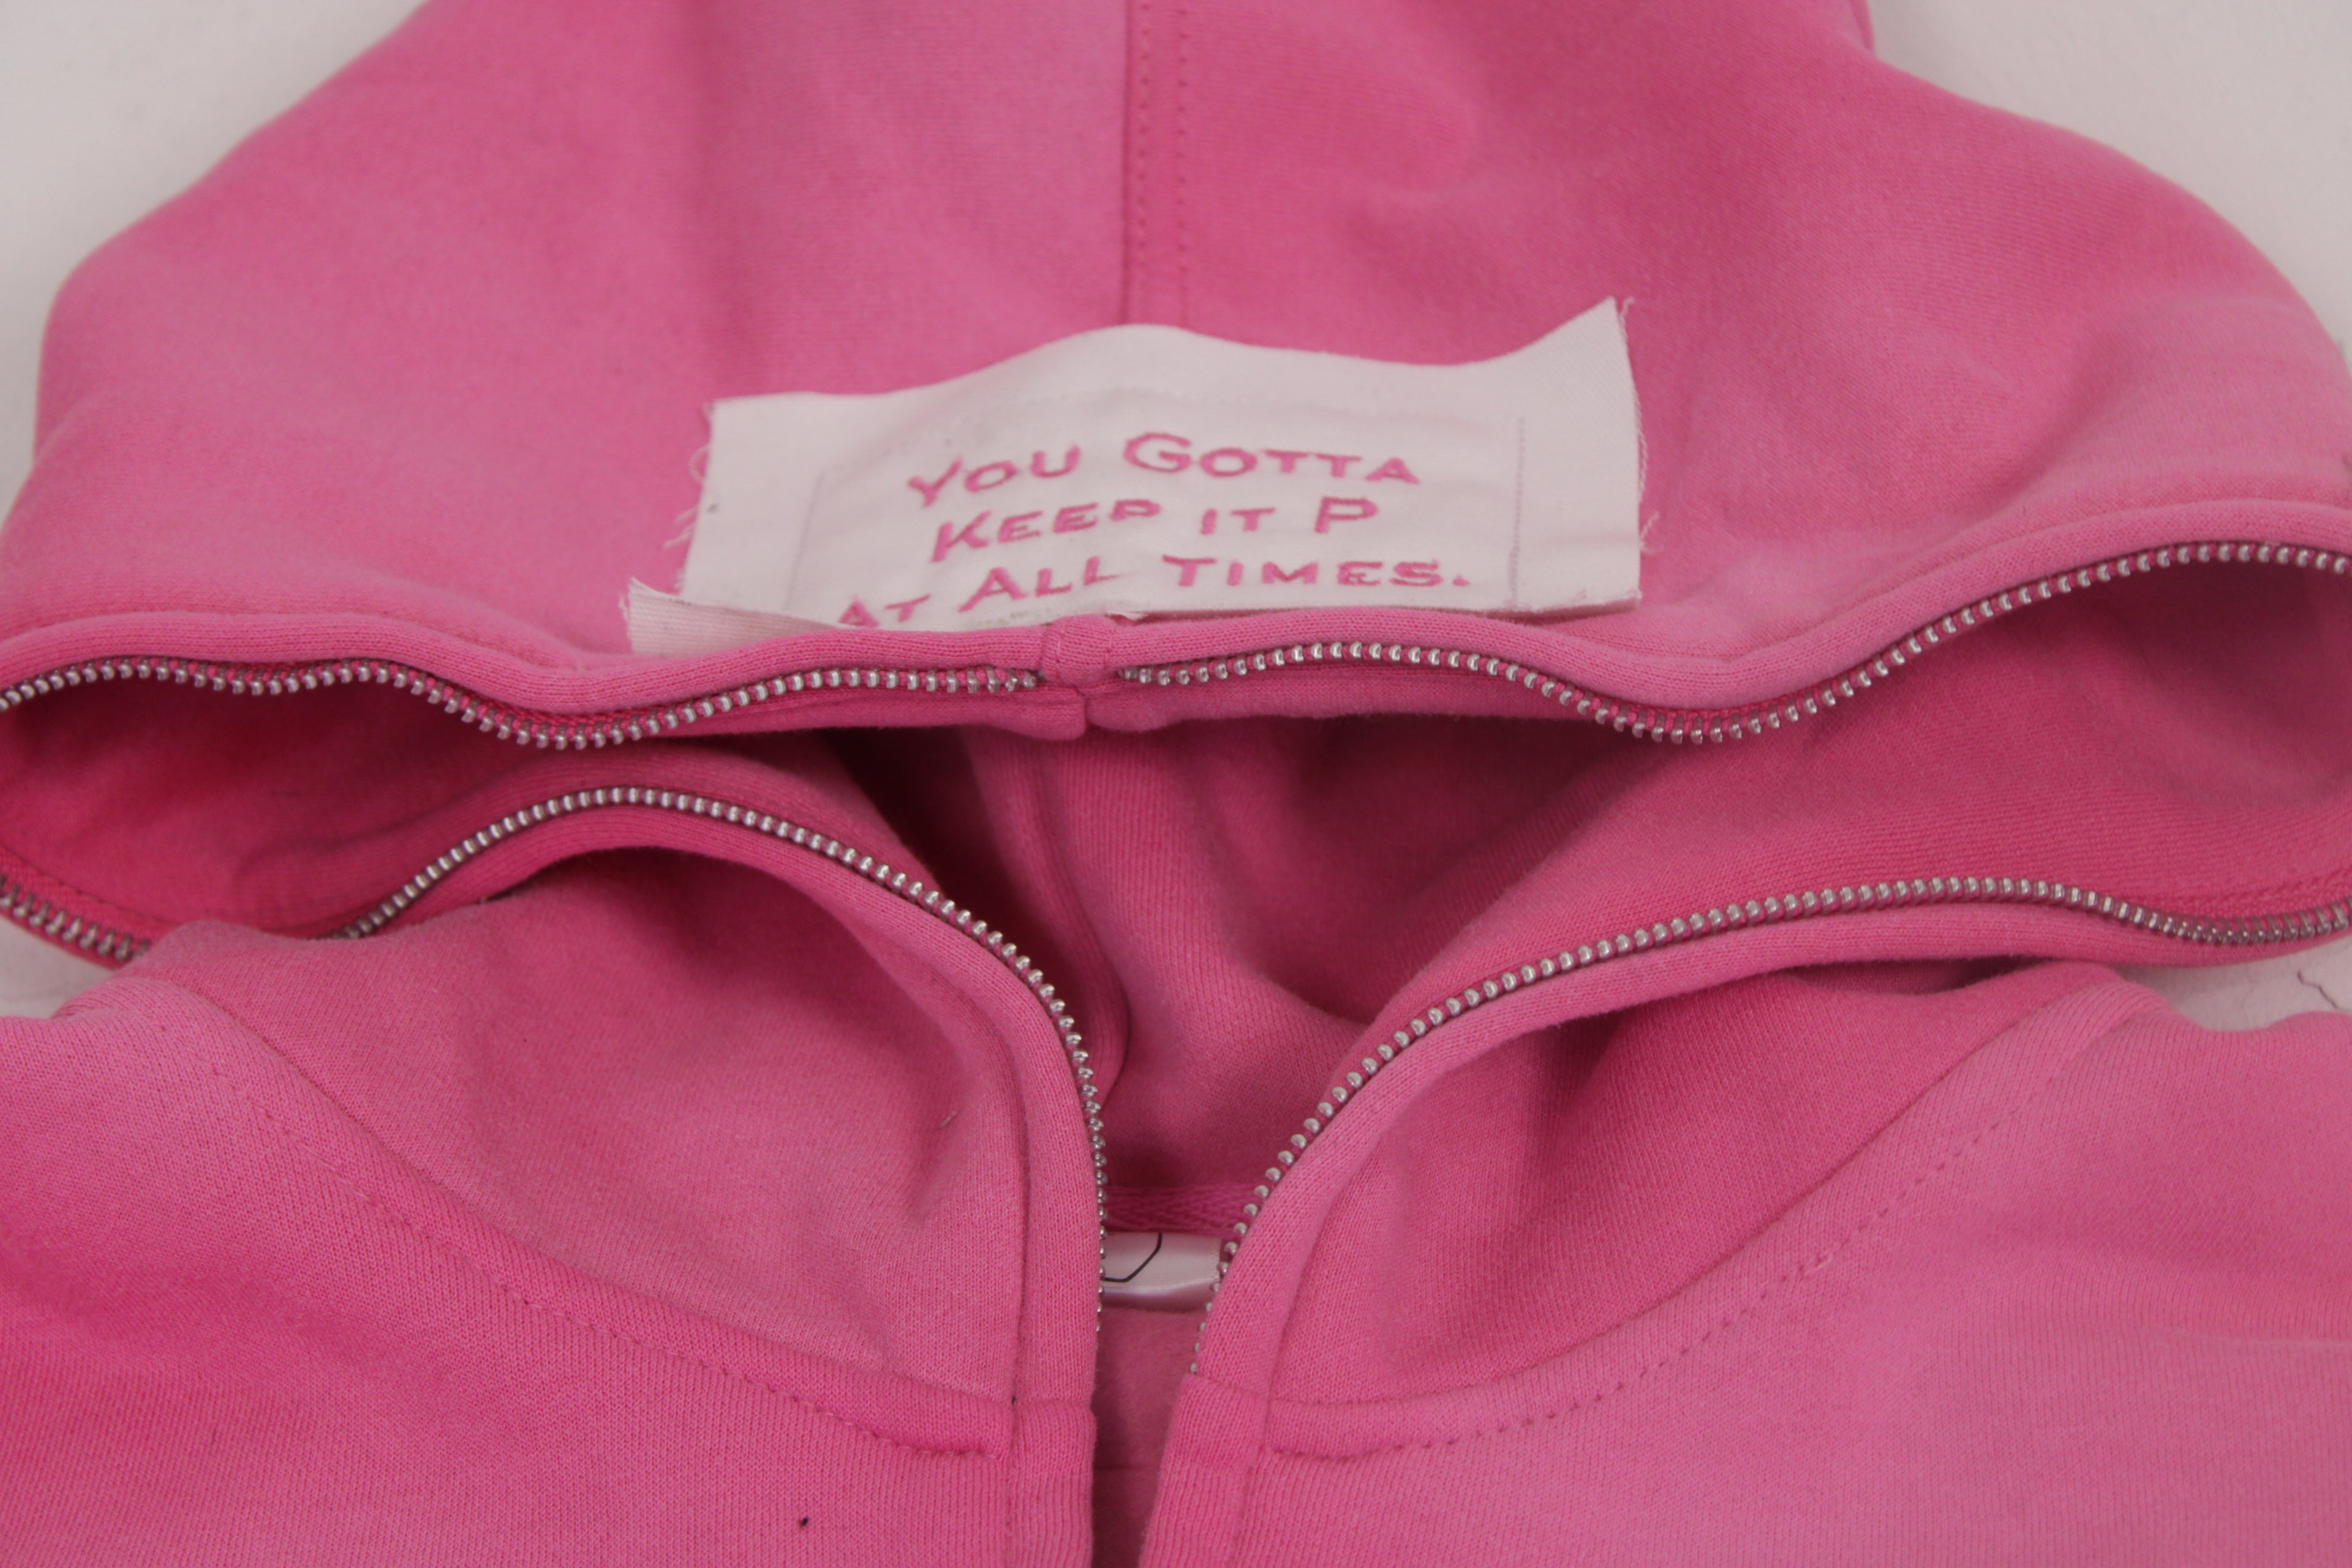 YOU GOTTA
KEEP IT P
AT ALL TIMES.